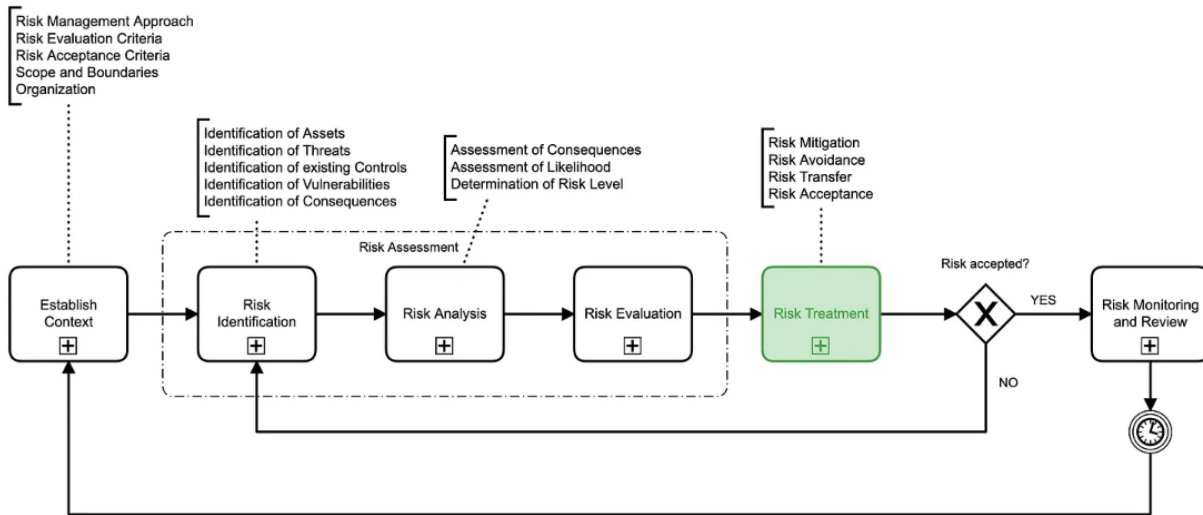 Risk Management Approach
Risk Evaluation Criteria
Risk Acceptance Criteria
Scope and Boundaries
Organization
Identification of Assets
Identification of Threats
Identification of existing Controls
Identification of Vulnerabilities
Identification of Consequences
Assessment of Consequences
Assessment of Likelihood
Determination of Risk Level
Risk Mitigation
Risk Avoidance
Risk Transfer
Risk Acceptance
Risk Assessment
Establish
Context
Risk
Identification
Risk Analysis
Risk Evaluation
Risk Treatment
Risk accepted?
X
YES
NO
Risk Monitoring
and Review